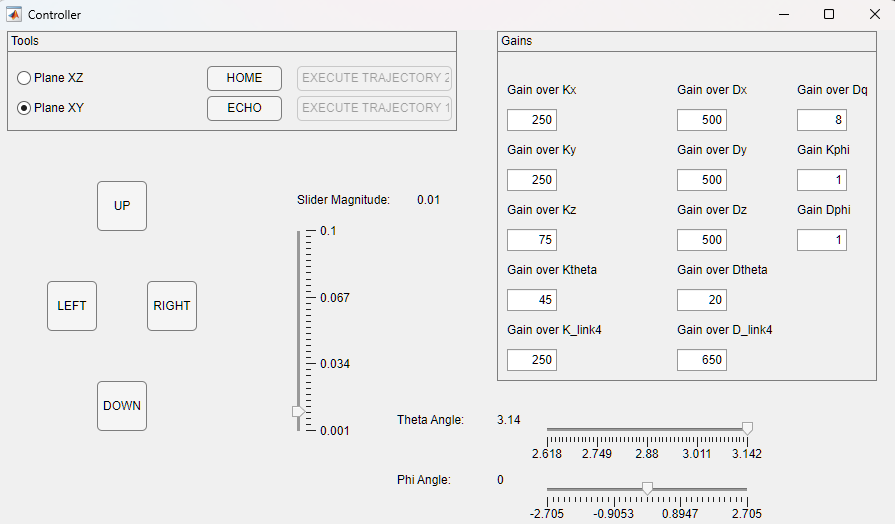 Controller
Tools
Plane XZ
HOME
EXECUTE TRAJECTORY 2
Plane XY
ECHO
EXECUTE TRAJECTORY 1
UP
LEFT
RIGHT
DOWN
Slider Magnitude: 0.01
0.1
0.067
0.034
0.001
Gains
Gain over Kx
250
Gain over Dx
500
Gain over Dq
8
Gain over Ky
250
Gain over Dy
500
Gain Kphi
1
Gain over Kz
75
Gain over Dz
500
Gain Dphi
1
Gain over Ktheta
45
Gain over Dtheta
20
Gain over K_link4
250
Gain over D_link4
650
Theta Angle: 3.14
2.618 2.749 2.88 3.011 3.142
Phi Angle: 0
-2.705 -0.9053 0.8947 2.705